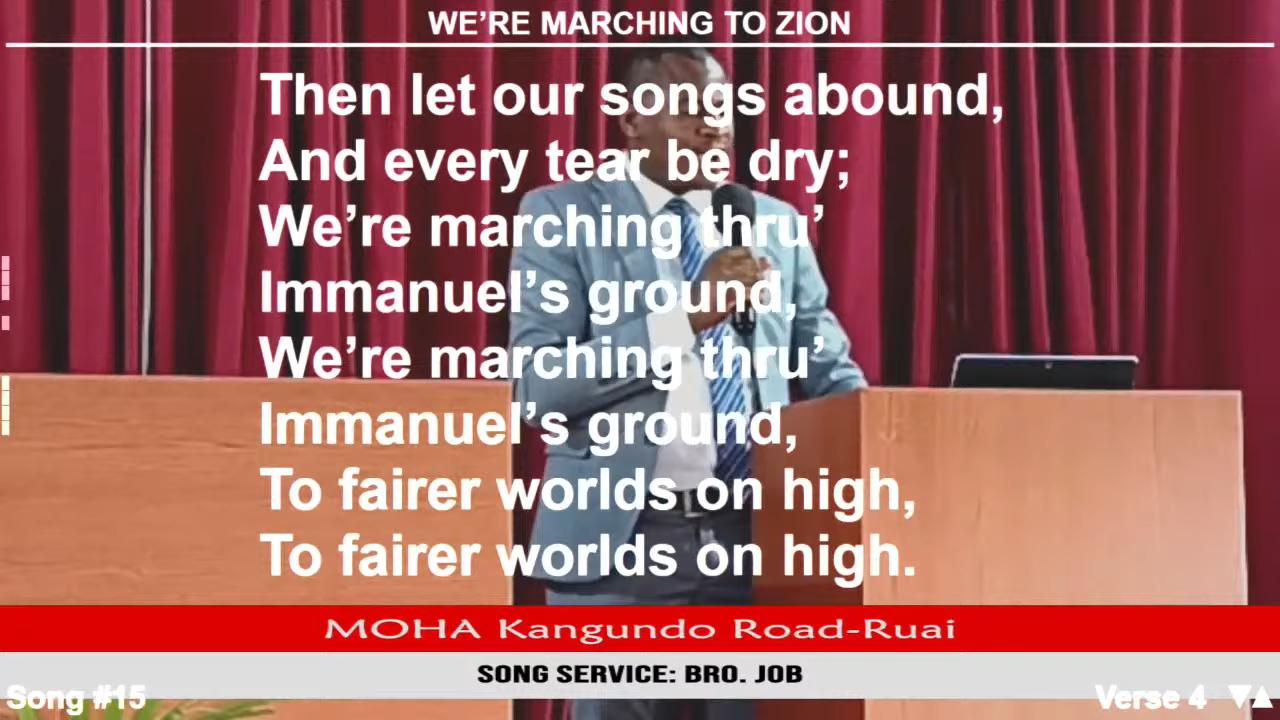 WE’RE MARCHING TO ZION
Then let our songs abound,
And every tear be dry;
We’re marching thru’
Immanuel’s ground,
We’re marching thru’
Immanuel’s ground,
To fairer worlds on high,
To fairer worlds on high.
MOHA Kangundo Road-Ruai
SONG SERVICE: BRO. JOB
Song #15
Verse 4 ▼▲